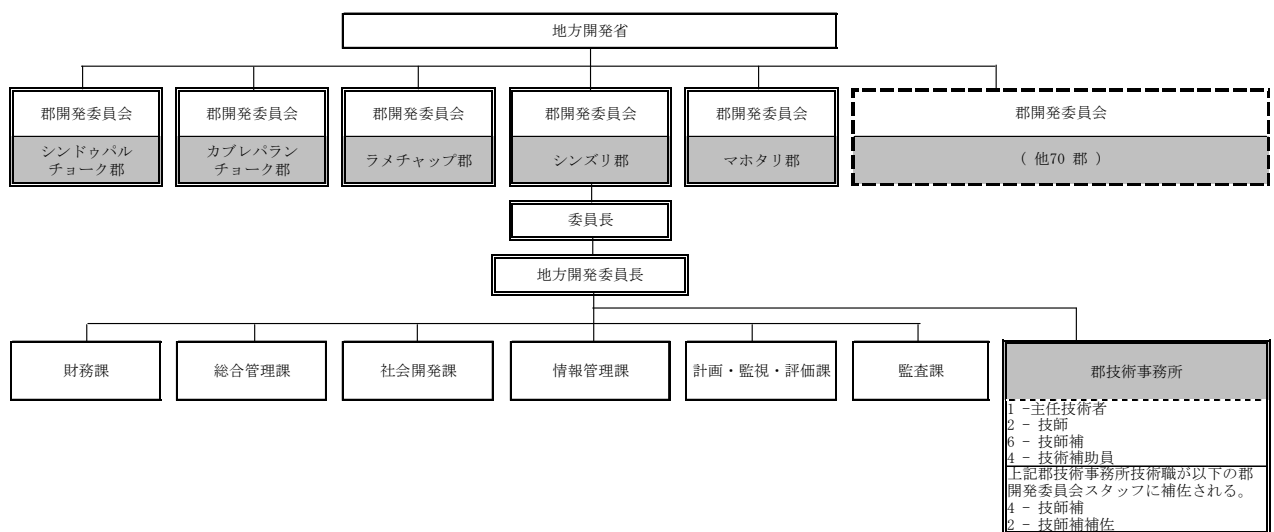 地方開発省
郡開発委員会
シンドゥパル
チョーク郡
郡開発委員会
カブレパラン
チョーク郡
郡開発委員会
ラメチャップ郡
郡開発委員会
シンズリ郡
郡開発委員会
マホタリ郡
郡開発委員会
( 他70 郡 )
委員長
地方開発委員長
財務課
総合管理課
社会開発課
情報管理課
計画・監視・評価課
監査課
郡技術事務所
1 -主任技術者
2 - 技師
6 - 技師補
4 - 技術補助員
上記郡技術事務所技術職が以下の郡
開発委員会スタッフに補佐される。
4 - 技師補
2 - 技師補補佐